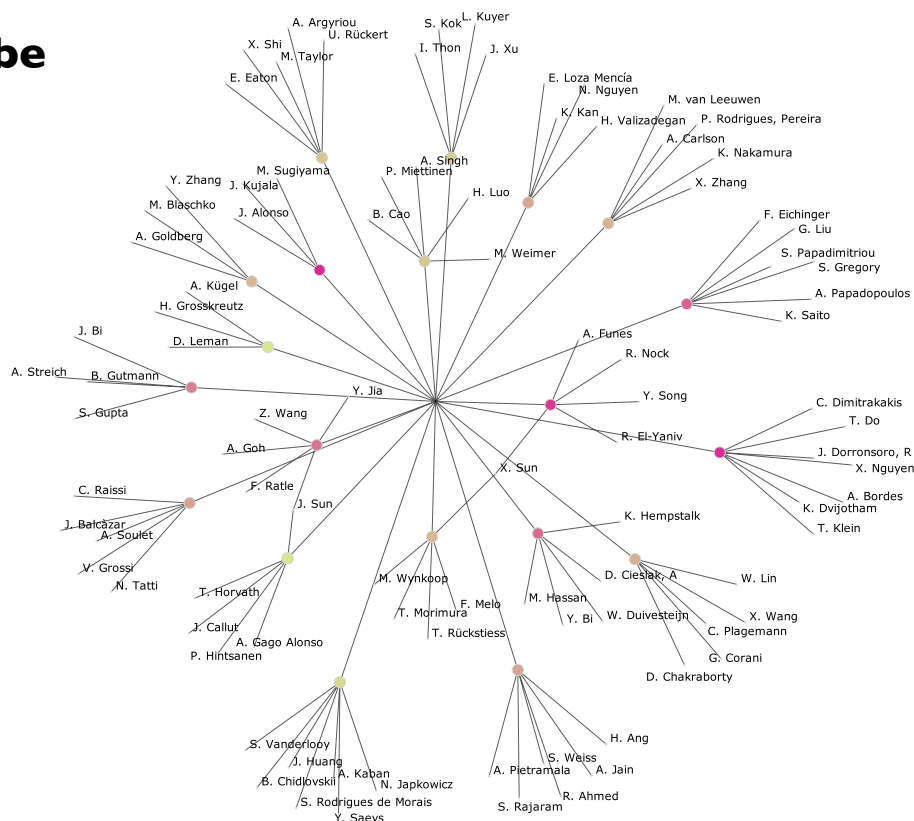 be
A. Argyriou
U. Rückert
X. Shi
M. Taylor
E. Eaton
S. Kok
L. Kuyer
I. Thon
J. Xu
E. Loza Mencía
N. Nguyen
K. Kan
H. Valizadegan
M. van Leeuwen
P. Rodrigues, Pereira
A. Carlson
K. Nakamura
X. Zhang
A. Singh
P. Miettinen
H. Luo
B. Cao
M. Weimer
M. Sugiyama
J. Kujala
J. Alonso
Y. Zhang
M. Blaschko
A. Goldberg
F. Eichinger
G. Liu
S. Papadimitriou
S. Gregory
A. Papadopoulos
K. Saito
A. Kügel
H. Grosskreutz
D. Leman
J. Bi
A. Streich
B. Gutmann
S. Gupta
A. Funes
R. Nock
Y. Song
R. El-Yaniv
X. Sun
Y. Jia
Z. Wang
A. Goh
F. Ratle
J. Sun
C. Dimitrakakis
T. Do
J. Dorronsoro, R
X. Nguyen
A. Bordes
K. Dvijotham
T. Klein
C. Raissi
J. Balcàzar
A. Soulet
V. Grossi
N. Tatti
T. Horvath
J. Callut
A. Gago Alonso
P. Hintsanen
M. Wynkoop
F. Melo
T. Morimura
T. Rückstiess
K. Hempstalk
D. Cieslak, A
M. Hassan
W. Duivesteijn
Y. Bi
W. Lin
X. Wang
C. Plagemann
G. Corani
D. Chakraborty
S. Vanderlooy
J. Huang
A. Kaban
B. Chidlovskii
N. Japkowicz
S. Rodrigues de Morais
Y. Saeys
H. Ang
S. Weiss
A. Pietramala
A. Jain
R. Ahmed
S. Rajaram